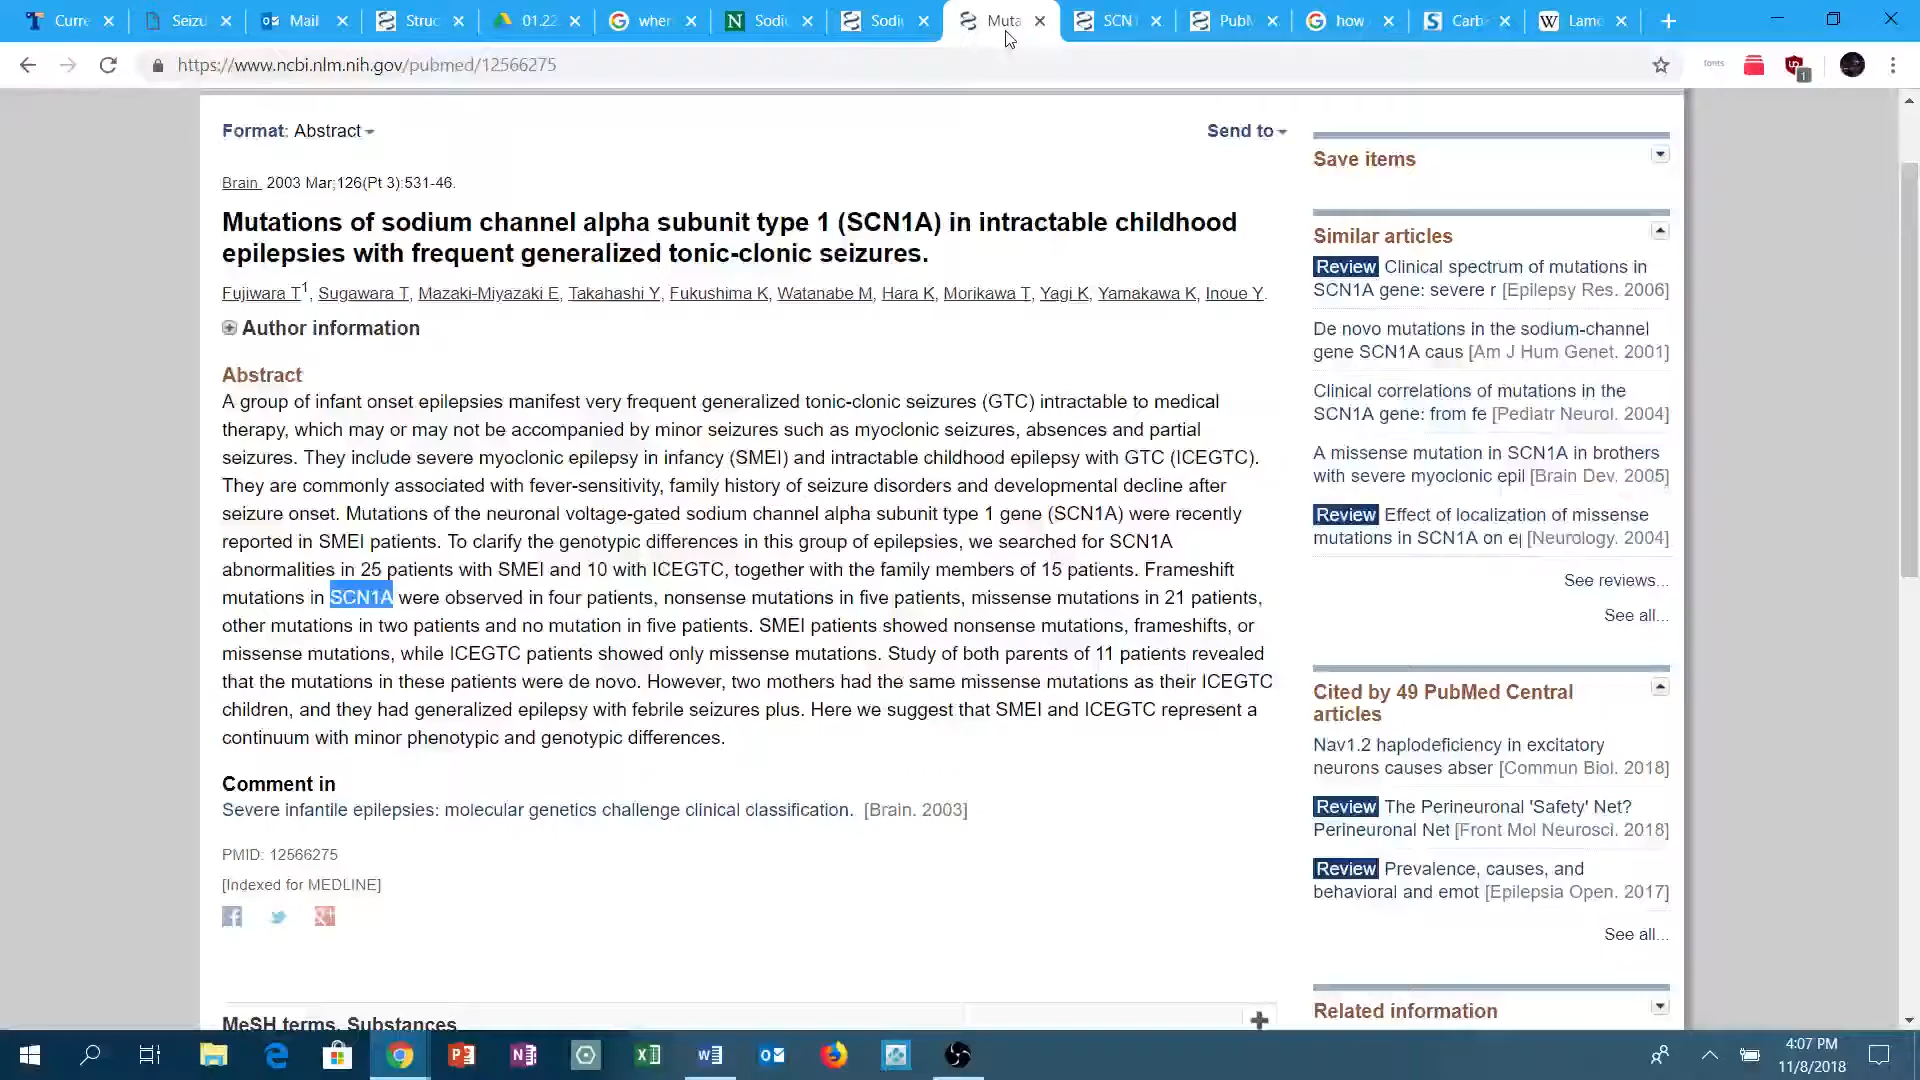 Curre
Seizu
Mail
Struc
01.22
wher
Sodiu
Sodiu
Muta
SCN1
PubM
how
Carb
Lamo
https://www.ncbi.nlm.nih.gov/pubmed/12566275
fonts
1
Format: Abstract
Send to
Brain. 2003 Mar;126(Pt 3):531-46.
Mutations of sodium channel alpha subunit type 1 (SCN1A) in intractable childhood
epilepsies with frequent generalized tonic-clonic seizures.
Fujiwara T1, Sugawara T, Mazaki-Miyazaki E, Takahashi Y, Fukushima K, Watanabe M, Hara K, Morikawa T, Yagi K, Yamakawa K, Inoue Y.
Author information
Abstract
A group of infant onset epilepsies manifest very frequent generalized tonic-clonic seizures (GTC) intractable to medical
therapy, which may or may not be accompanied by minor seizures such as myoclonic seizures, absences and partial
seizures. They include severe myoclonic epilepsy in infancy (SMEI) and intractable childhood epilepsy with GTC (ICEGTC).
They are commonly associated with fever-sensitivity, family history of seizure disorders and developmental decline after
seizure onset. Mutations of the neuronal voltage-gated sodium channel alpha subunit type 1 gene (SCN1A) were recently
reported in SMEI patients. To clarify the genotypic differences in this group of epilepsies, we searched for SCN1A
abnormalities in 25 patients with SMEI and 10 with ICEGTC, together with the family members of 15 patients. Frameshift
mutations in SCN1A were observed in four patients, nonsense mutations in five patients, missense mutations in 21 patients,
other mutations in two patients and no mutation in five patients. SMEI patients showed nonsense mutations, frameshifts, or
missense mutations, while ICEGTC patients showed only missense mutations. Study of both parents of 11 patients revealed
that the mutations in these patients were de novo. However, two mothers had the same missense mutations as their ICEGTC
children, and they had generalized epilepsy with febrile seizures plus. Here we suggest that SMEI and ICEGTC represent a
continuum with minor phenotypic and genotypic differences.
Comment in
Severe infantile epilepsies: molecular genetics challenge clinical classification. [Brain. 2003]
PMID: 12566275
[Indexed for MEDLINE]
MeSH terms, Substances
Save items
Similar articles
Review Clinical spectrum of mutations in
SCN1A gene: severe r [Epilepsy Res. 2006]
De novo mutations in the sodium-channel
gene SCN1A caus [Am J Hum Genet. 2001]
Clinical correlations of mutations in the
SCN1A gene: from fe [Pediatr Neurol. 2004]
A missense mutation in SCN1A in brothers
with severe myoclonic epil [Brain Dev. 2005]
Review Effect of localization of missense
mutations in SCN1A on ep [Neurology. 2004]
See reviews...
See all...
Cited by 49 PubMed Central
articles
Nav1.2 haplodeficiency in excitatory
neurons causes abser [Commun Biol. 2018]
Review The Perineuronal 'Safety' Net?
Perineuronal Net [Front Mol Neurosci. 2018]
Review Prevalence, causes, and
behavioral and emot [Epilepsia Open. 2017]
See all...
Related information
4:07 PM
11/8/2018